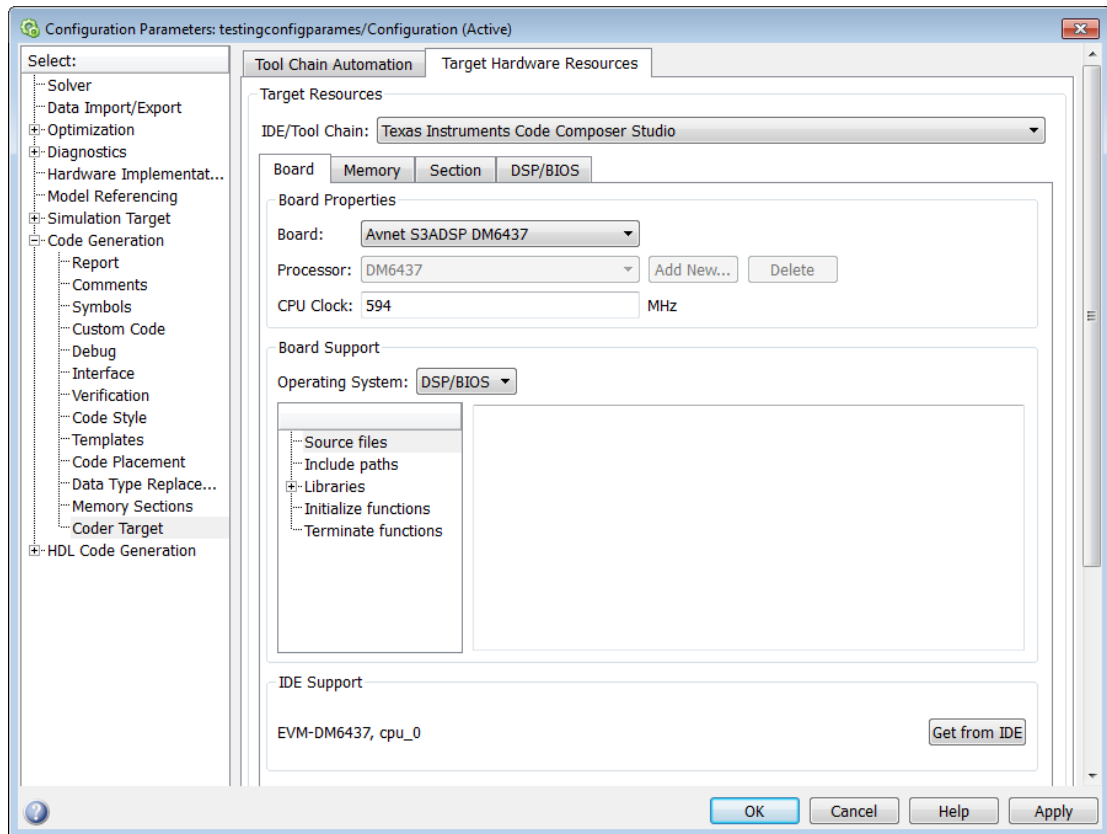 Configuration Parameters: testingconfigparames/Configuration (Active)
Select:
Solver
Data Import/Export
Optimization
Diagnostics
Hardware Implementat...
Model Referencing
Simulation Target
Code Generation
Report
Comments
Symbols
Custom Code
Debug
Interface
Verification
Code Style
Templates
Code Placement
Data Type Replace...
Memory Sections
Coder Target
HDL Code Generation
Tool Chain Automation Target Hardware Resources
Target Resources
IDE/Tool Chain: Texas Instruments Code Composer Studio
Board Memory Section DSP/BIOS
Board Properties
Board: Avnet S3ADSP DM6437
Processor: DM6437 Add New... Delete
CPU Clock: 594 MHz
Board Support
Operating System: DSP/BIOS
Source files
Include paths
Libraries
Initialize functions
Terminate functions
IDE Support
EVM-DM6437, cpu_0 Get from IDE
OK Cancel Help Apply